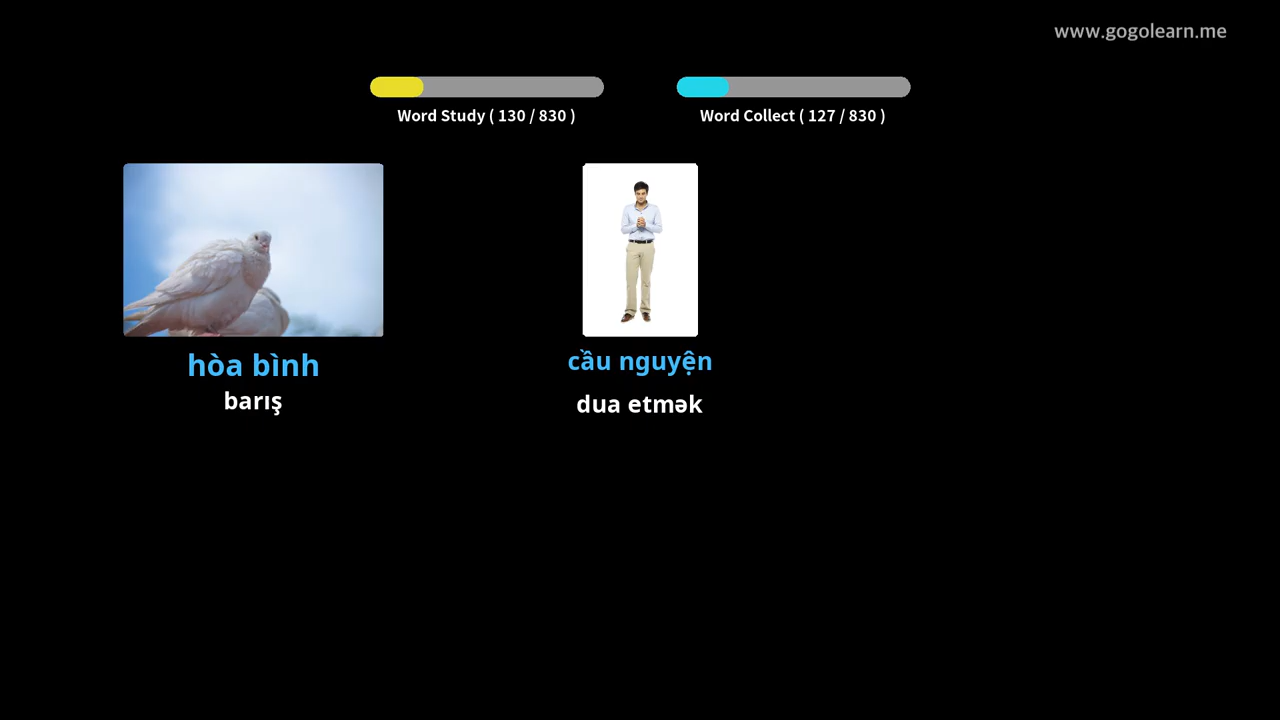 www.gogolearn.me
Word Study ( 130 / 830 )
Word Collect ( 127 / 830 )
hòa bình
barış
cầu nguyện
dua etmək